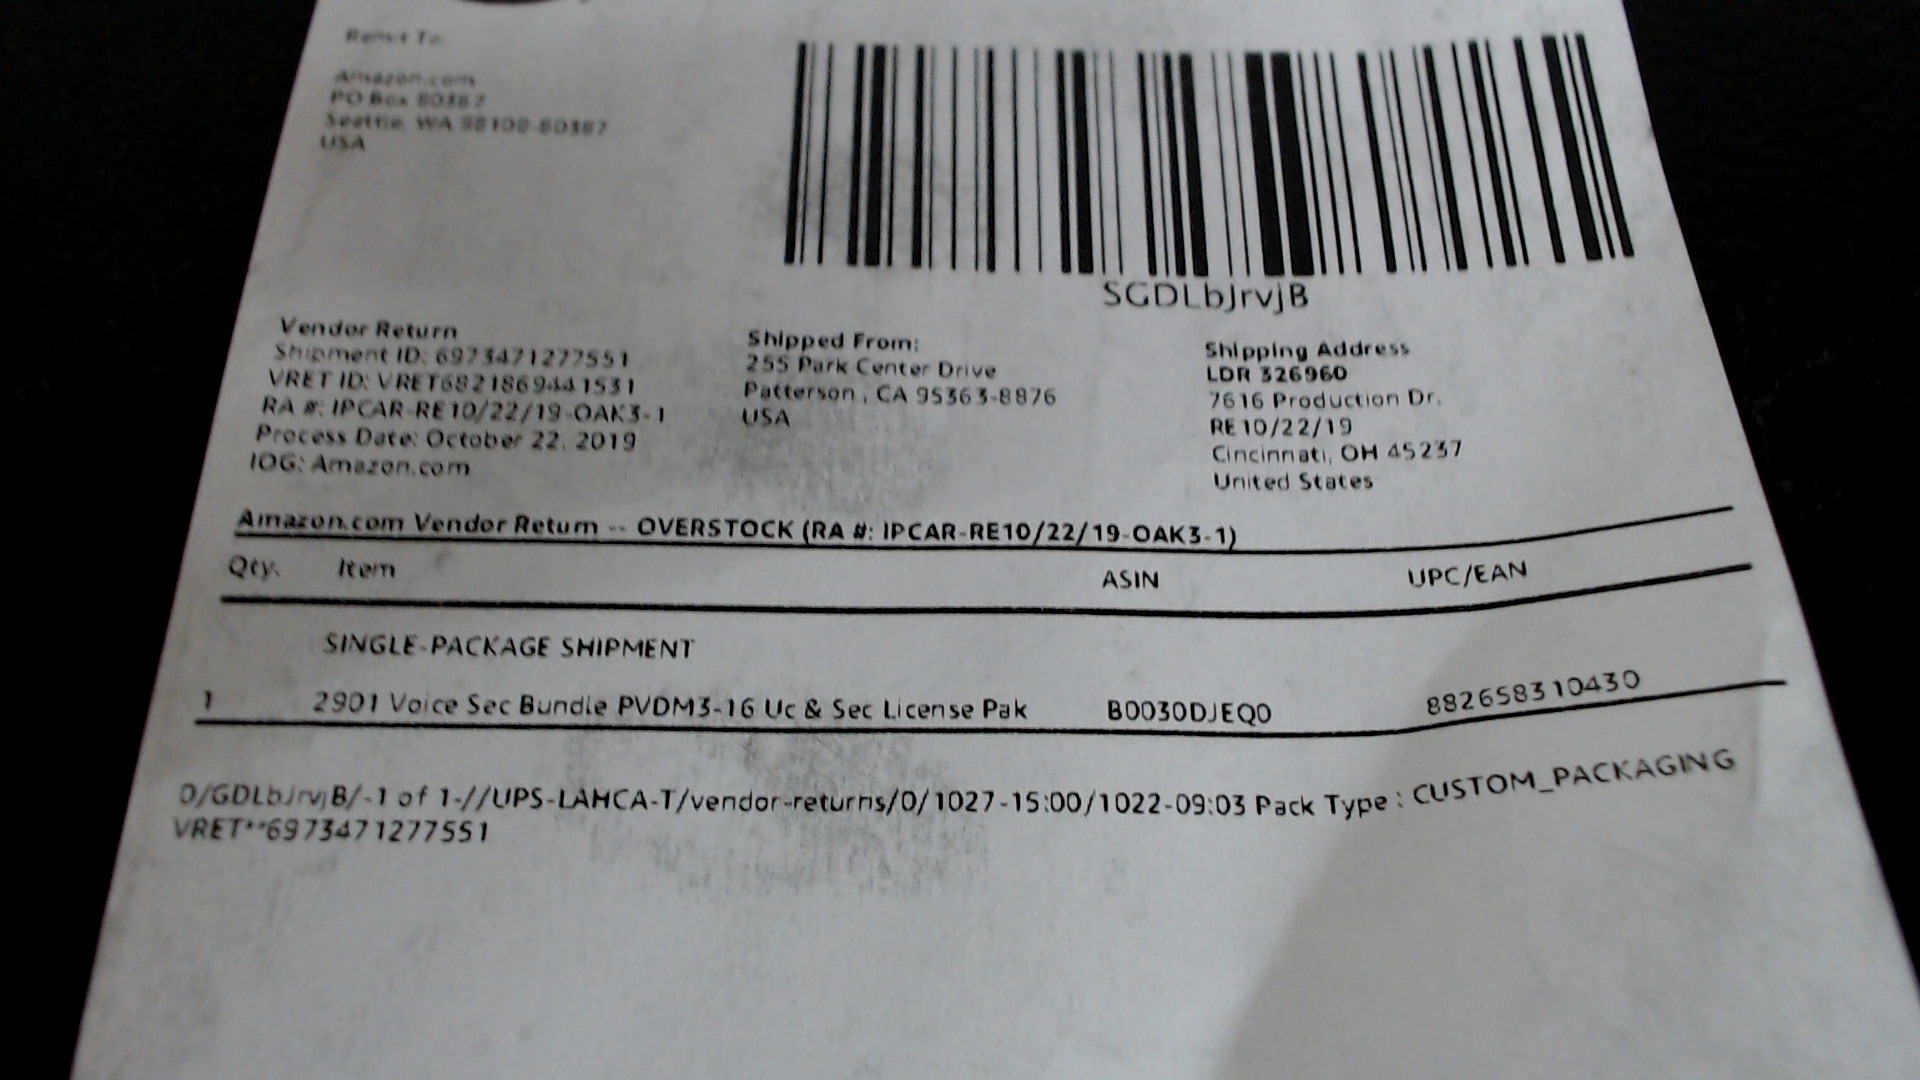 Remit To:
Amazon.com
PO Box 80387
Seattle, WA 98108-80387
USA
SGDLbJrvjB
Vendor Return
Shipment ID: 6973471277551
VRET ID: VRET6821869441531
RA #: IPCAR-RE10/22/19-OAK3-1
Process Date: October 22, 2019
IOG: Amazon.com
Shipped From:
255 Park Center Drive
Patterson , CA 95363-8876
USA
Shipping Address
LDR 326960
7616 Production Dr.
RE 10/22/19
Cincinnati, OH 45237
United States
Amazon.com Vendor Return -- OVERSTOCK (RA #: IPCAR-RE10/22/19-OAK3-1)
Qty. Item ASIN UPC/EAN
SINGLE-PACKAGE SHIPMENT
1 2901 Voice Sec Bundle PVDM3-16 Uc & Sec License Pak B0030DJEQ0 882658310430
0/GDLbJrvjB/-1 of 1-//UPS-LAHCA-T/vendor-returns/0/1027-15:00/1022-09:03 Pack Type : CUSTOM_PACKAGING
VRET**6973471277551